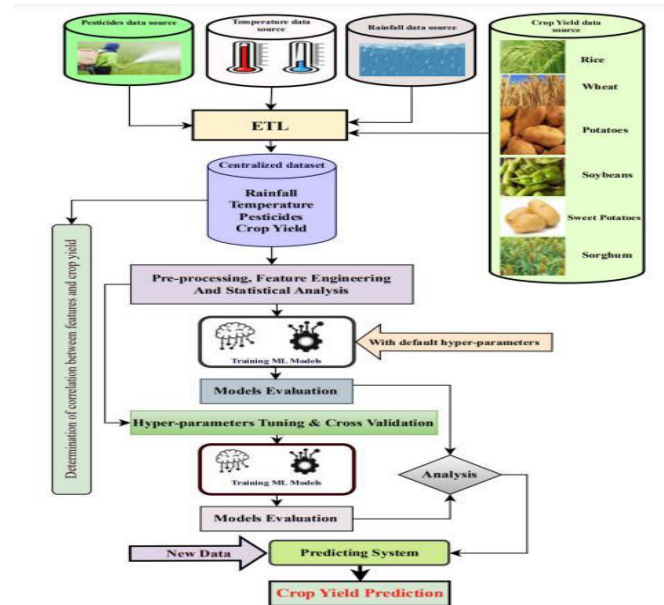 Pesticides data source
Temperature data
source
Rainfall data source
Crop Yield data
source
Rice
Wheat
Potatoes
Soybeans
Sweet Potatoes
Sorghum
ETL
Centralized dataset
Rainfall
Temperature
Pesticides
Crop Yield
Determination of correlation between features and crop yield
Pre-processing, Feature Engineering
And Statistical Analysis
Training ML Models
With default hyper-parameters
Models Evaluation
Hyper-parameters Tuning & Cross Validation
Training ML Models
Analysis
Models Evaluation
New Data
Predicting System
Crop Yield Prediction